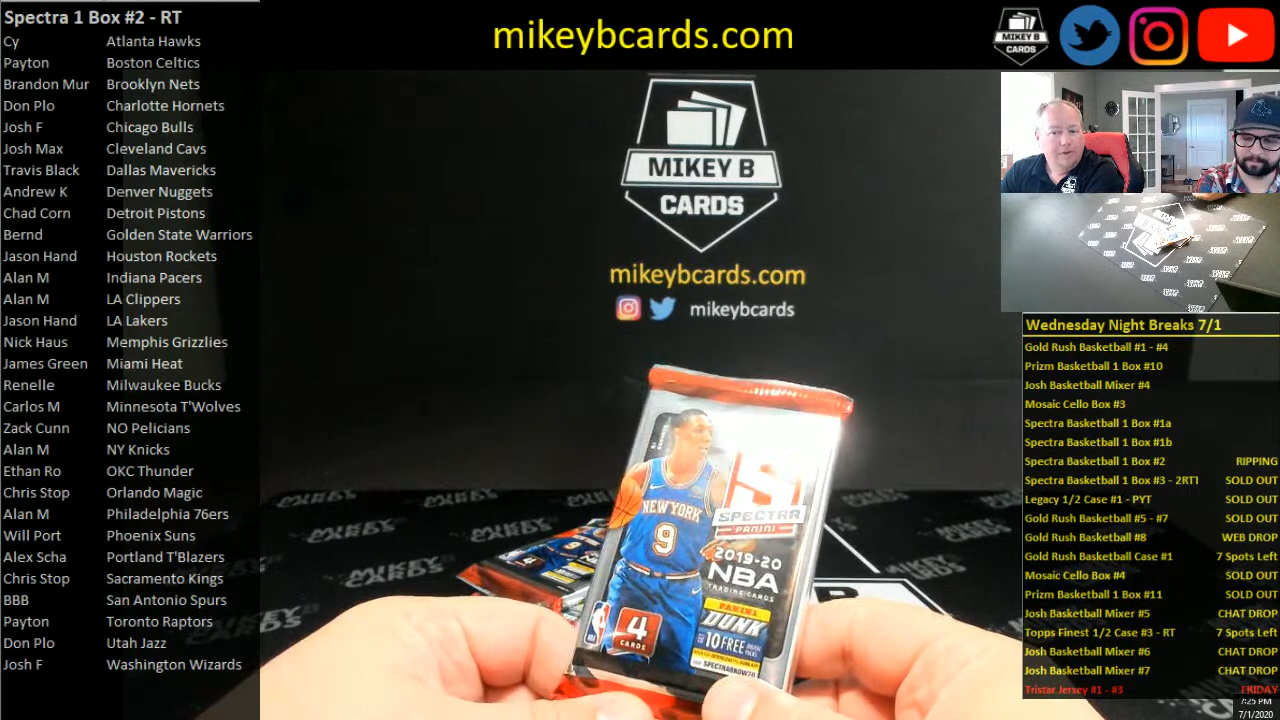 Spectra 1 Box #2 - RT
Cy Atlanta Hawks
Payton Boston Celtics
Brandon Mur Brooklyn Nets
Don Plo Charlotte Hornets
Josh F Chicago Bulls
Josh Max Cleveland Cavs
Travis Black Dallas Mavericks
Andrew K Denver Nuggets
Chad Corn Detroit Pistons
Bernd Golden State Warriors
Jason Hand Houston Rockets
Alan M Indiana Pacers
Alan M LA Clippers
Jason Hand LA Lakers
Nick Haus Memphis Grizzlies
James Green Miami Heat
Renelle Milwaukee Bucks
Carlos M Minnesota T'Wolves
Zack Cunn NO Pelicians
Alan M NY Knicks
Ethan Ro OKC Thunder
Chris Stop Orlando Magic
Alan M Philadelphia 76ers
Will Port Phoenix Suns
Alex Scha Portland T'Blazers
Chris Stop Sacramento Kings
BBB San Antonio Spurs
Payton Toronto Raptors
Don Plo Utah Jazz
Josh F Washington Wizards
mikeybcards.com
MIKEY B
CARDS
MIKEY B
CARDS
mikeybcards.com
mikeybcards
NEW YORK
9
SPECTRA
PANINI
2019-20
NBA
TRADING CARDS
PANINI
DUNK
10 FREE
4
CARDS
Wednesday Night Breaks 7/1
Gold Rush Basketball #1 - #4
Prizm Basketball 1 Box #10
Josh Basketball Mixer #4
Mosaic Cello Box #3
Spectra Basketball 1 Box #1a
Spectra Basketball 1 Box #1b
Spectra Basketball 1 Box #2 RIPPING
Spectra Basketball 1 Box #3 - 2RT1 SOLD OUT
Legacy 1/2 Case #1 - PYT SOLD OUT
Gold Rush Basketball #5 - #7 SOLD OUT
Gold Rush Basketball #8 WEB DROP
Gold Rush Basketball Case #1 7 Spots Left
Mosaic Cello Box #4 SOLD OUT
Prizm Basketball 1 Box #11 SOLD OUT
Josh Basketball Mixer #5 CHAT DROP
Topps Finest 1/2 Case #3 - RT 7 Spots Left
Josh Basketball Mixer #6 CHAT DROP
Josh Basketball Mixer #7 CHAT DROP
Tristar Jersey #1 - #3 FRIDAY
7:25 PM
7/1/2020